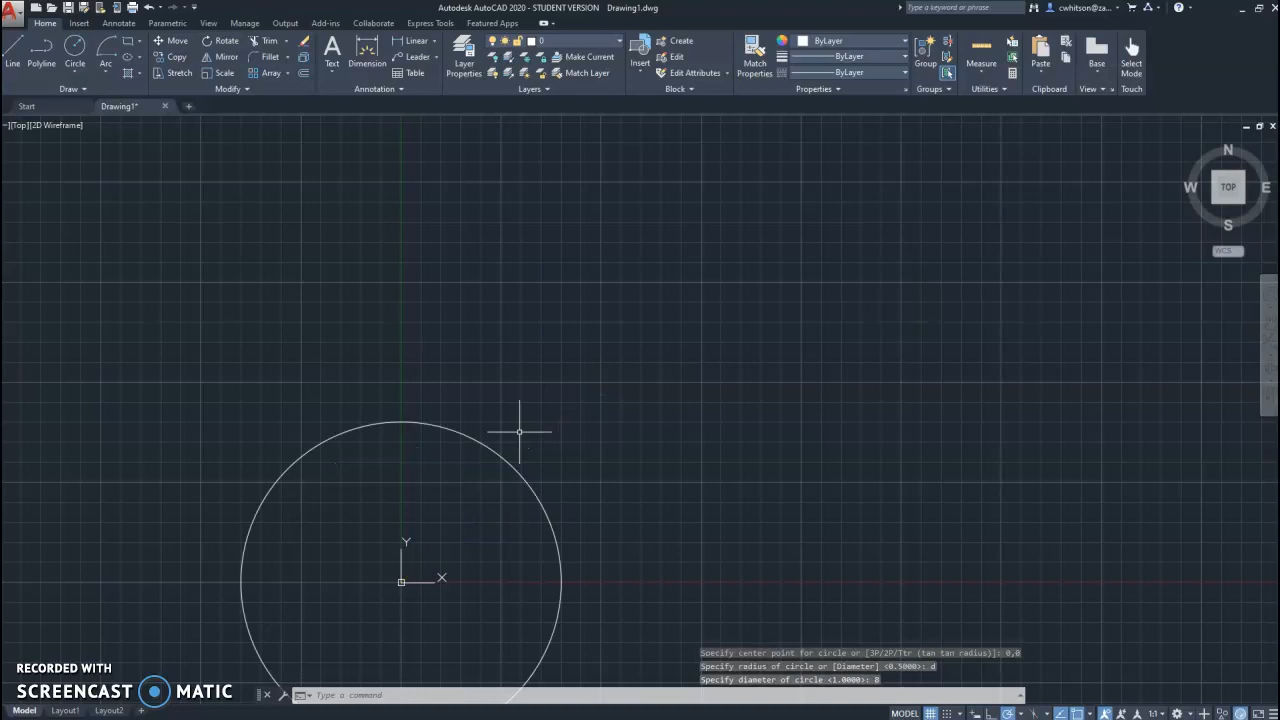 Autodesk AutoCAD 2020 - STUDENT VERSION Drawing1.dwg
Type a keyword or phrase
cwhitson@za...
Home Insert Annotate Parametric View Manage Output Add-ins Collaborate Express Tools Featured Apps
Line Polyline Circle Arc
Move Rotate Trim
Copy Mirror Fillet
Stretch Scale Array
Text Dimension
Linear
Leader
Table
Layer Properties
0
Make Current
Match Layer
Insert
Create
Edit
Edit Attributes
Match Properties
ByLayer
ByLayer
ByLayer
Group
Measure
Paste
Base
Select Mode
Draw Modify Annotation Layers Block Properties Groups Utilities Clipboard View Touch
Start Drawing1*
–][Top][2D Wireframe]
N
W TOP E
S
WCS
Y
X
Specify center point for circle or [3P/2P/Ttr (tan tan radius)]: 0,0
Specify radius of circle or [Diameter] <0.5000>: d
Specify diameter of circle <1.0000>: 8
Type a command
RECORDED WITH
SCREENCAST MATIC
Model Layout1 Layout2
MODEL
1:1